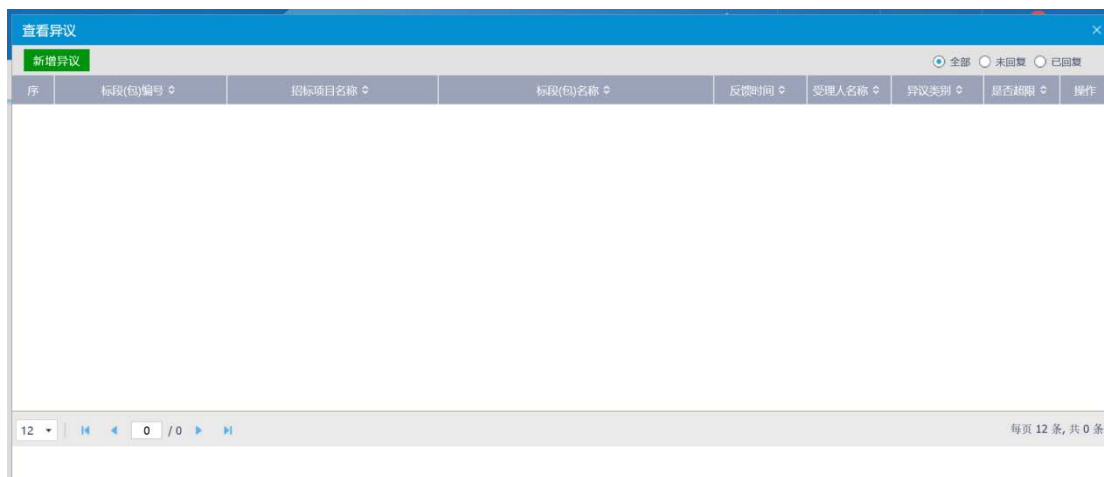 查看异议
新增异议 全部 未回复 已回复
序 标段(包)编号 招标项目名称 标段(包)名称 反馈时间 受理人名称 异议类别 是否超限 操作
12 0 / 0 每页 12 条, 共 0 条